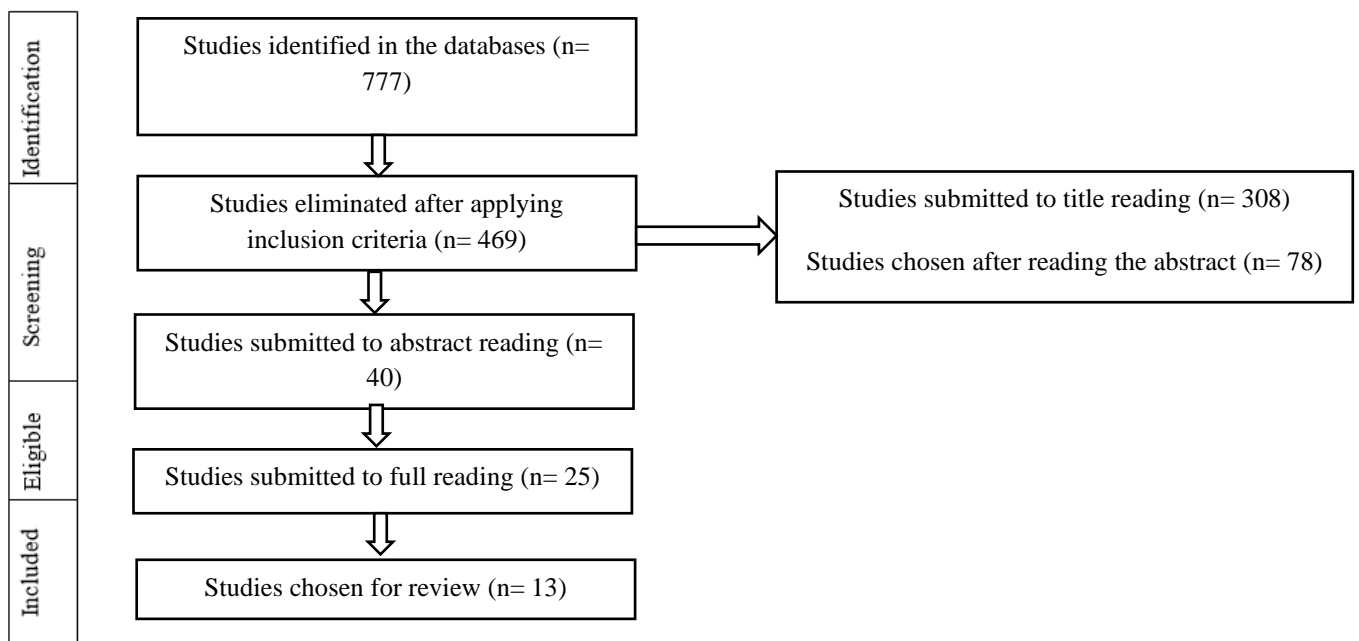 Identification
Studies identified in the databases (n=
777)
Screening
Studies eliminated after applying
inclusion criteria (n= 469)
Studies submitted to title reading (n= 308)
Studies chosen after reading the abstract (n= 78)
Studies submitted to abstract reading (n=
40)
Eligible
Studies submitted to full reading (n= 25)
Included
Studies chosen for review (n= 13)